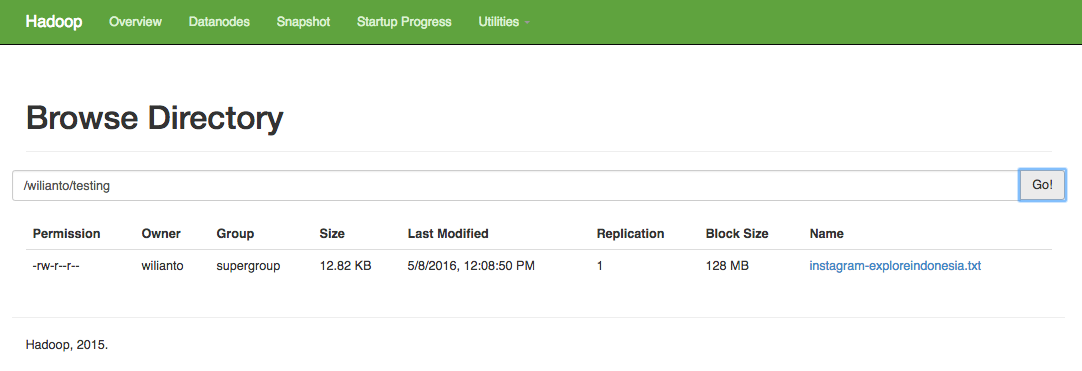 Hadoop Overview Datanodes Snapshot Startup Progress Utilities
Browse Directory
/wilianto/testing Go!
Permission Owner Group Size Last Modified Replication Block Size Name
-rw-r--r-- wilianto supergroup 12.82 KB 5/8/2016, 12:08:50 PM 1 128 MB instagram-exploreindonesia.txt
Hadoop, 2015.